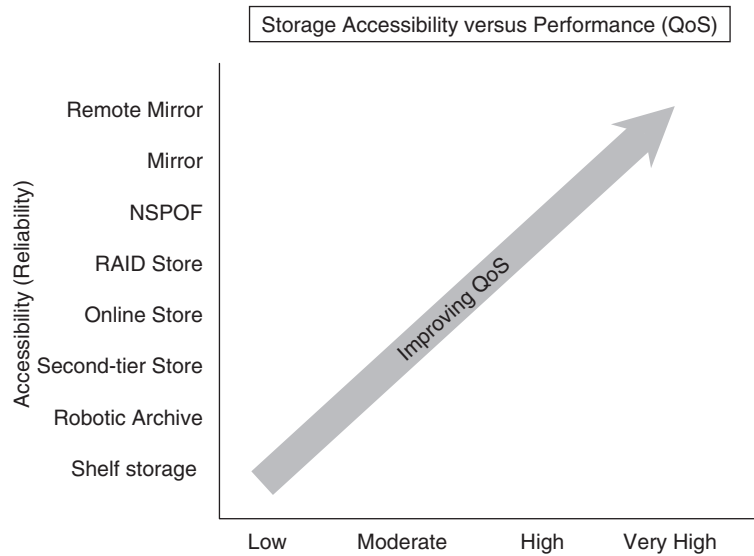 Storage Accessibility versus Performance (QoS)
Accessibility (Reliability)
Remote Mirror
Mirror
NSPOF
RAID Store
Online Store
Second-tier Store
Robotic Archive
Shelf storage
Improving QoS
Low
Moderate
High
Very High